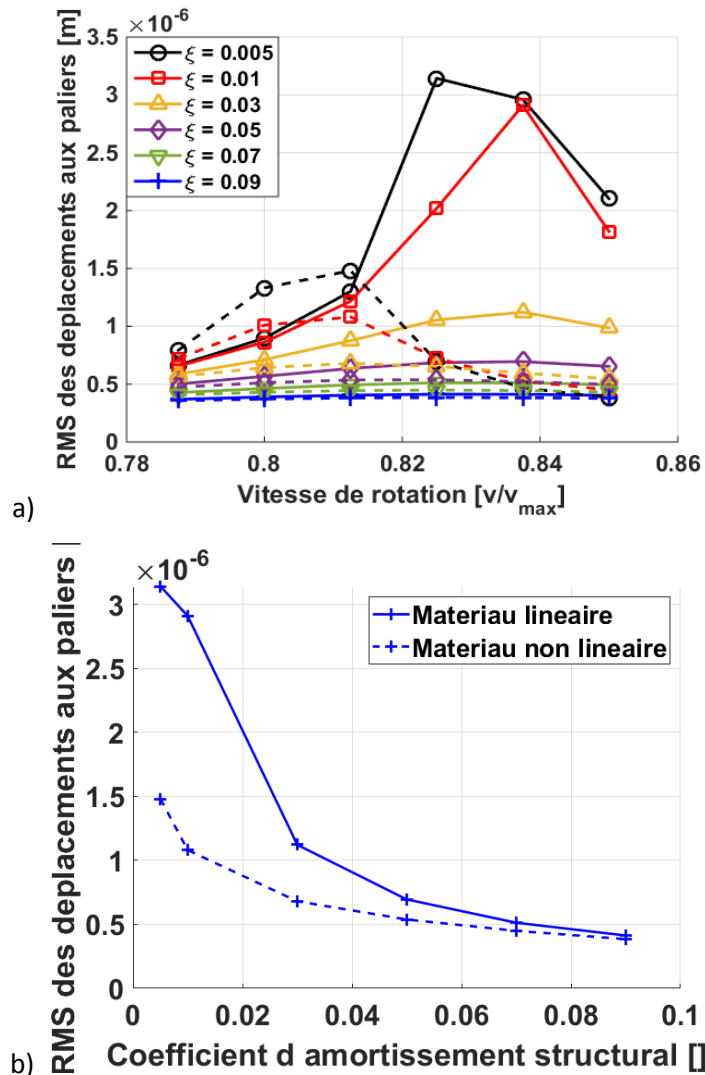 ×10⁻⁶
RMS des deplacements aux paliers [m]
3.5
3
2.5
2
1.5
1
0.5
0
ξ = 0.005
ξ = 0.01
ξ = 0.03
ξ = 0.05
ξ = 0.07
ξ = 0.09
0.78
0.8
0.82
0.84
0.86
Vitesse de rotation [v/vmax]
a)
×10⁻⁶
RMS des deplacements aux paliers
3
2.5
2
1.5
1
0.5
0
Materiau lineaire
Materiau non lineaire
0
0.02
0.04
0.06
0.08
0.1
Coefficient d amortissement structural []
b)